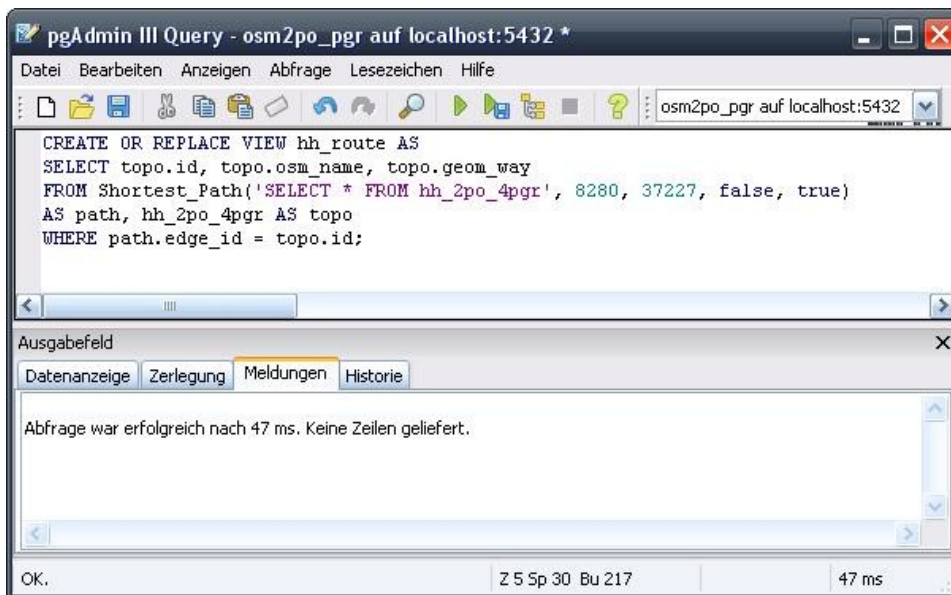 pgAdmin III Query - osm2po_pgr auf localhost:5432 *
Datei Bearbeiten Anzeigen Abfrage Lesezeichen Hilfe
osm2po_pgr auf localhost:5432
CREATE OR REPLACE VIEW hh_route AS
SELECT topo.id, topo.osm_name, topo.geom_way
FROM Shortest_Path('SELECT * FROM hh_2po_4pgr', 8280, 37227, false, true)
AS path, hh_2po_4pgr AS topo
WHERE path.edge_id = topo.id;
Ausgabefeld
Datenanzeige Zerlegung Meldungen Historie
Abfrage war erfolgreich nach 47 ms. Keine Zeilen geliefert.
OK. Z 5 Sp 30 Bu 217 47 ms